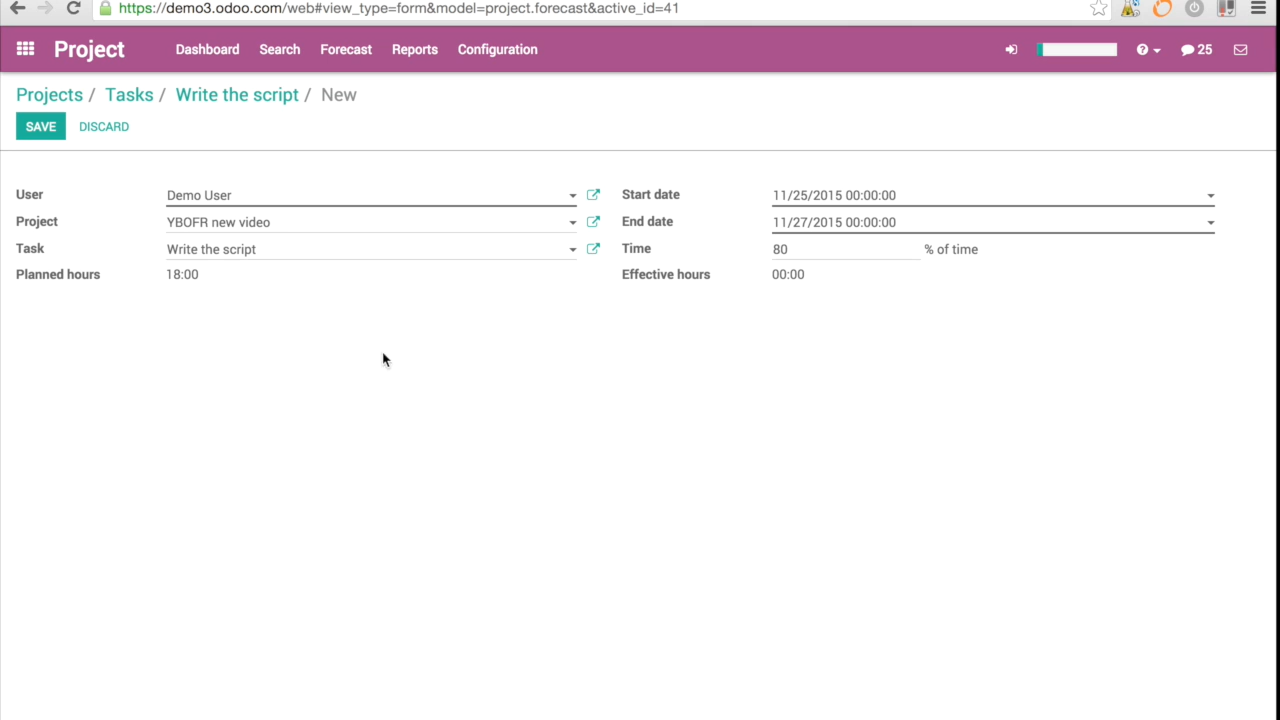 https://demo3.odoo.com/web#view_type=form&model=project.forecast&active_id=41
Project Dashboard Search Forecast Reports Configuration 25
Projects / Tasks / Write the script / New
SAVE DISCARD
User Demo User Start date 11/25/2015 00:00:00
Project YBOFR new video End date 11/27/2015 00:00:00
Task Write the script Time 80 % of time
Planned hours 18:00 Effective hours 00:00